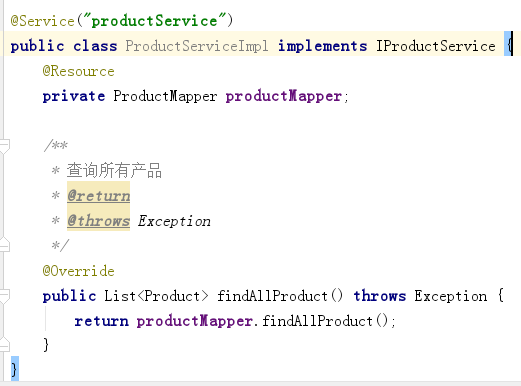 @Service("productService")
public class ProductServiceImpl implements IProductService {
@Resource
private ProductMapper productMapper;
/**
* 查询所有产品
* @return
* @throws Exception
*/
@Override
public List<Product> findAllProduct() throws Exception {
return productMapper.findAllProduct();
}
}